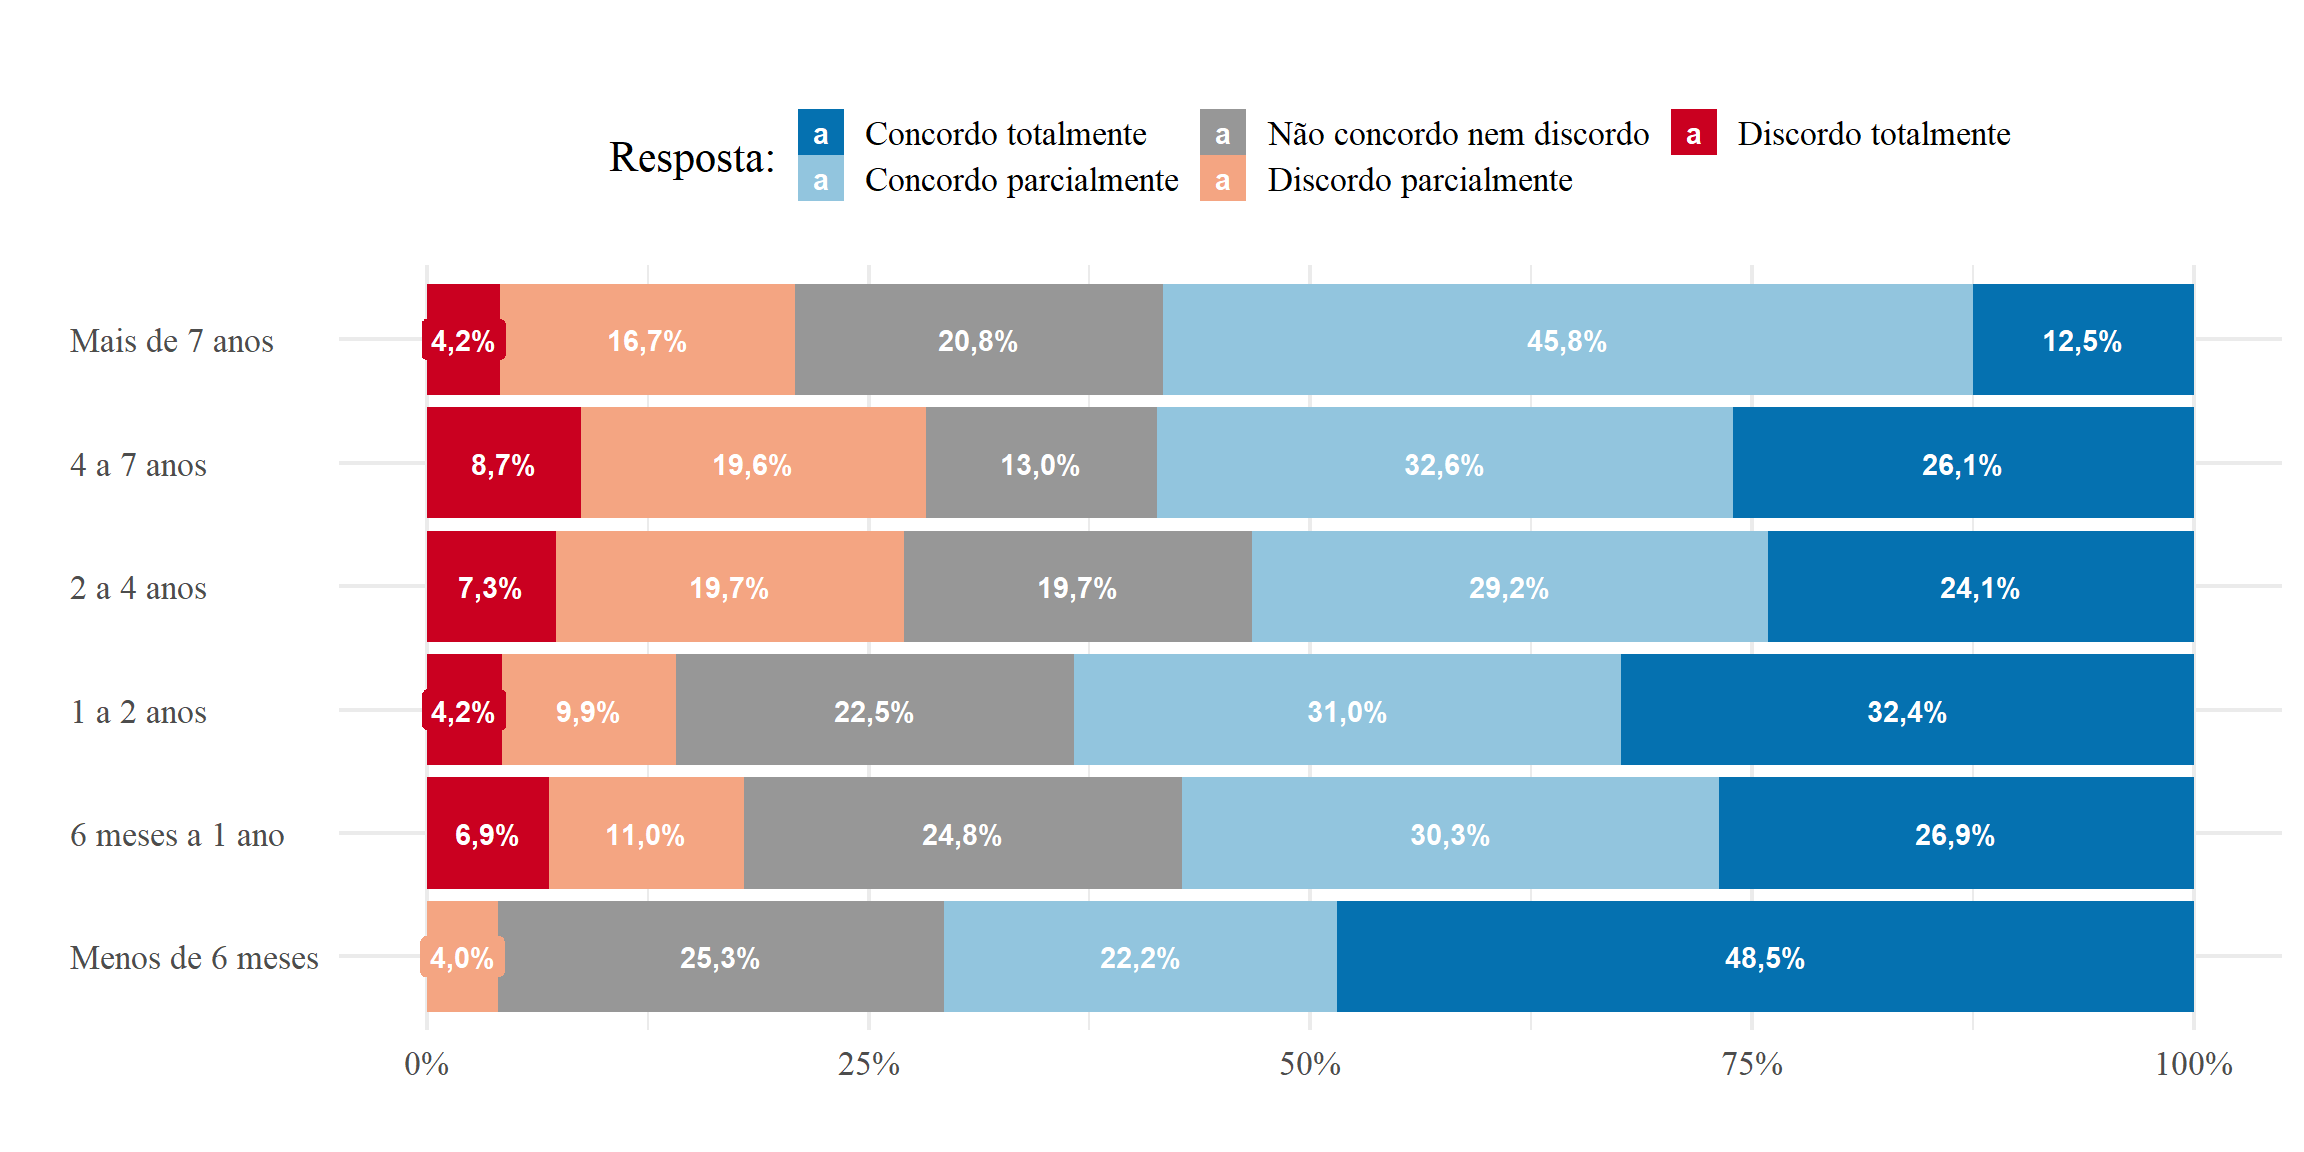 Resposta:
a Concordo totalmente
a Concordo parcialmente
a Não concordo nem discordo
a Discordo parcialmente
a Discordo totalmente
Mais de 7 anos 4,2% 16,7% 20,8% 45,8% 12,5%
4 a 7 anos 8,7% 19,6% 13,0% 32,6% 26,1%
2 a 4 anos 7,3% 19,7% 19,7% 29,2% 24,1%
1 a 2 anos 4,2% 9,9% 22,5% 31,0% 32,4%
6 meses a 1 ano 6,9% 11,0% 24,8% 30,3% 26,9%
Menos de 6 meses 4,0% 25,3% 22,2% 48,5%
0% 25% 50% 75% 100%